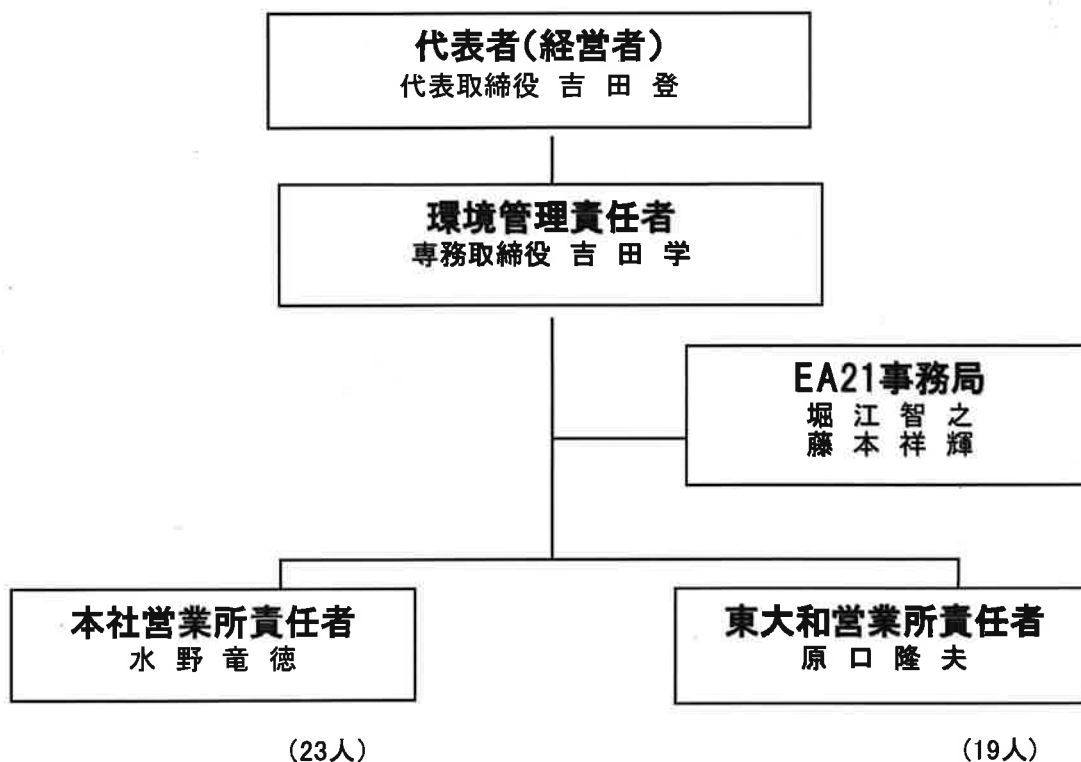 代表者(経営者)
代表取締役 吉 田 登
環境管理責任者
専務取締役 吉 田 学
EA21事務局
堀 江 智 之
藤 本 祥 輝
本社営業所責任者
水 野 竜 徳
東大和営業所責任者
原 口 隆 夫
(23人)
(19人)